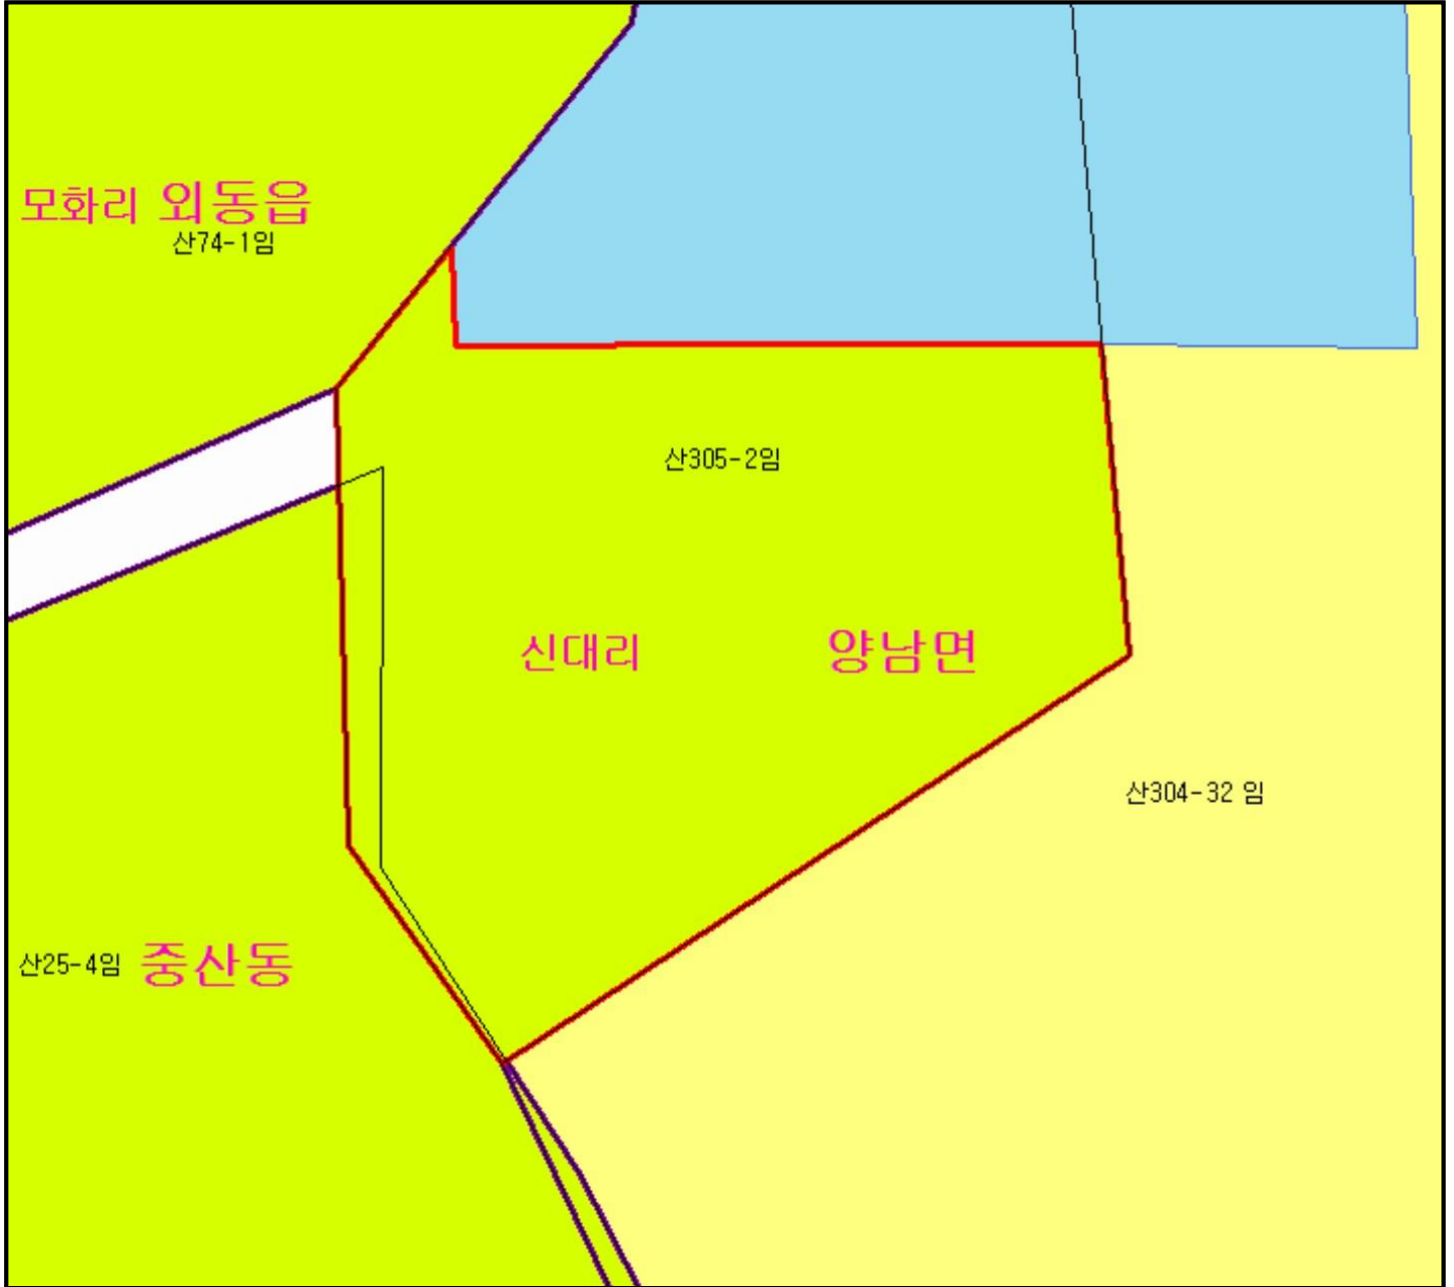 모화리 외동읍
산74-1임
산305-2임
신대리 양남면
산304-32 임
산25-4임 중산동